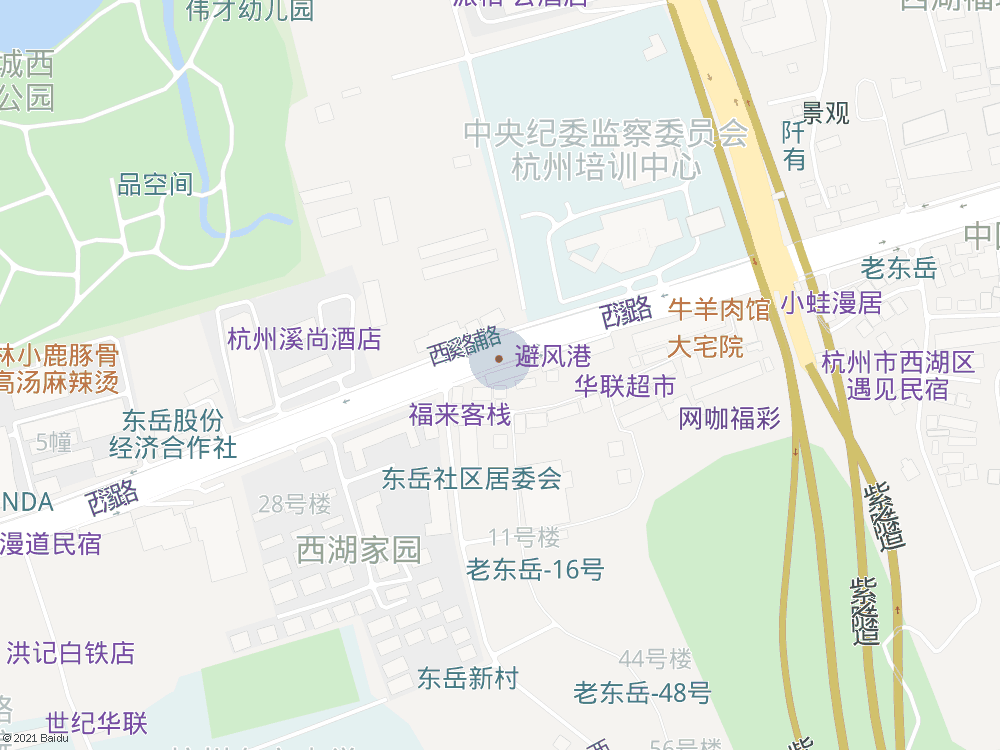 伟才幼儿园
城西
公园
中央纪委监察委员会
杭州培训中心
景观
阡
有
品空间
中国
老东岳
小蛙漫居
牛羊肉馆
大宅院
西溪路
杭州溪尚酒店
西溪辅路
避风港
林小鹿豚骨
高汤麻辣烫
华联超市
杭州市西湖区
遇见民宿
福来客栈
网咖福彩
东岳股份
经济合作社
5幢
东岳社区居委会
NDA
西溪路
28号楼
漫道民宿
西湖家园
11号楼
老东岳-16号
紫之隧道
紫之隧道
洪记白铁店
44号楼
东岳新村
老东岳-48号
世纪华联
56号楼
© 2021 Baidu